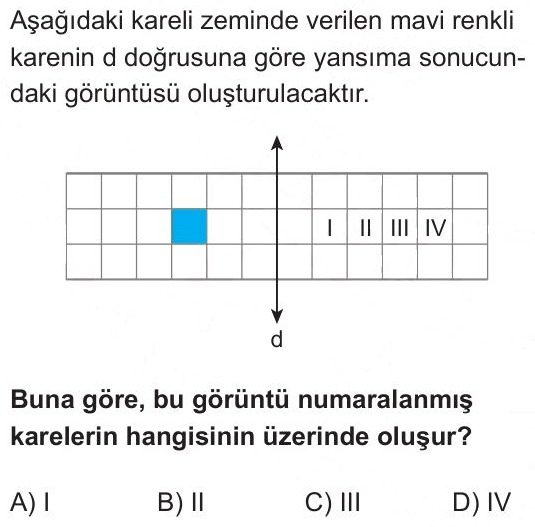 Aşağıdaki kareli zeminde verilen mavi renkli
karenin d doğrusuna göre yansıma sonucun-
daki görüntüsü oluşturulacaktır.
I II III IV
d
Buna göre, bu görüntü numaralanmış
karelerin hangisinin üzerinde oluşur?
A) I B) II C) III D) IV